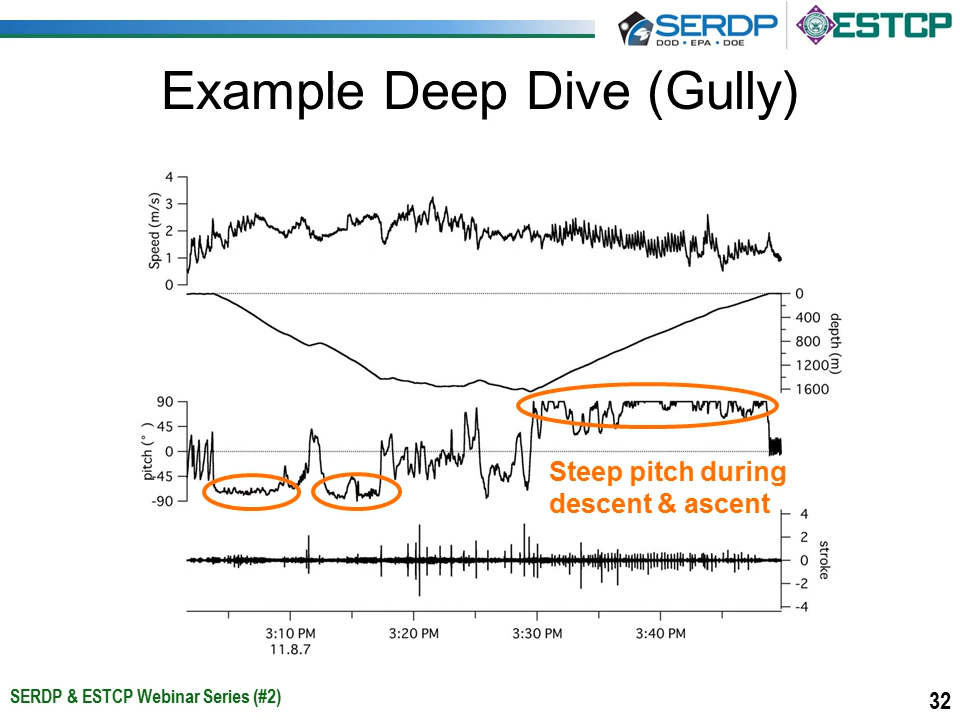 SERDP
DOD • EPA • DOE
ESTCP
Example Deep Dive (Gully)
4
3
2
1
0
Speed (m/s)
0
400
800
1200
1600
depth (m)
90
45
0
-45
-90
pitch (° )
Steep pitch during
descent & ascent
4
2
0
-2
-4
stroke
3:10 PM
11.8.7
3:20 PM
3:30 PM
3:40 PM
SERDP & ESTCP Webinar Series (#2)
32